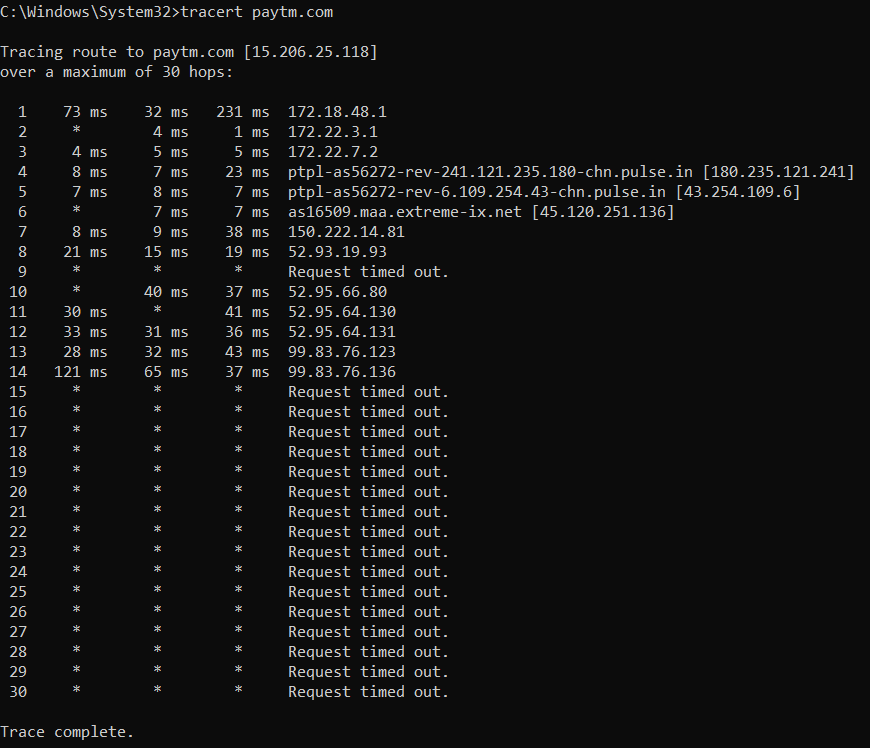 C:\Windows\System32>tracert paytm.com
Tracing route to paytm.com [15.206.25.118]
over a maximum of 30 hops:
1 73 ms 32 ms 231 ms 172.18.48.1
2 * 4 ms 1 ms 172.22.3.1
3 4 ms 5 ms 5 ms 172.22.7.2
4 8 ms 7 ms 23 ms ptpl-as56272-rev-241.121.235.180-chn.pulse.in [180.235.121.241]
5 7 ms 8 ms 7 ms ptpl-as56272-rev-6.109.254.43-chn.pulse.in [43.254.109.6]
6 * 7 ms 7 ms as16509.maa.extreme-ix.net [45.120.251.136]
7 8 ms 9 ms 38 ms 150.222.14.81
8 21 ms 15 ms 19 ms 52.93.19.93
9 * * * Request timed out.
10 * 40 ms 37 ms 52.95.66.80
11 30 ms * 41 ms 52.95.64.130
12 33 ms 31 ms 36 ms 52.95.64.131
13 28 ms 32 ms 43 ms 99.83.76.123
14 121 ms 65 ms 37 ms 99.83.76.136
15 * * * Request timed out.
16 * * * Request timed out.
17 * * * Request timed out.
18 * * * Request timed out.
19 * * * Request timed out.
20 * * * Request timed out.
21 * * * Request timed out.
22 * * * Request timed out.
23 * * * Request timed out.
24 * * * Request timed out.
25 * * * Request timed out.
26 * * * Request timed out.
27 * * * Request timed out.
28 * * * Request timed out.
29 * * * Request timed out.
30 * * * Request timed out.
Trace complete.